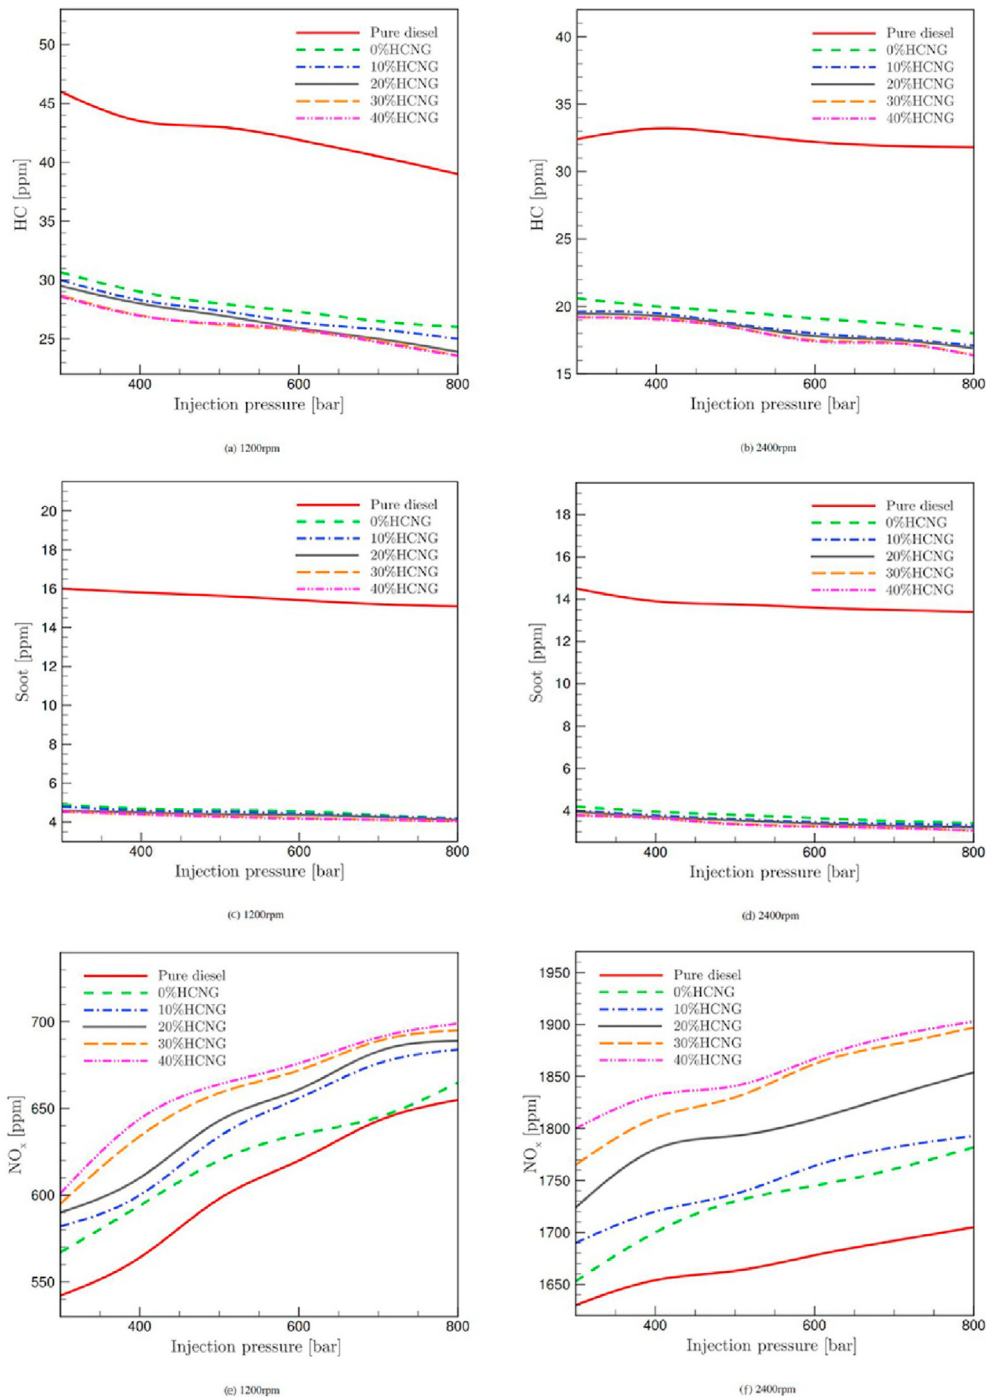 50
45
40
35
30
25
HC [ppm]
Pure diesel
0%HCNG
10%HCNG
20%HCNG
30%HCNG
40%HCNG
400
600
800
Injection pressure [bar]
(a) 1200rpm
40
35
30
25
20
15
HC [ppm]
Pure diesel
0%HCNG
10%HCNG
20%HCNG
30%HCNG
40%HCNG
400
600
800
Injection pressure [bar]
(b) 2400rpm
20
18
16
14
12
10
8
6
4
Soot [ppm]
Pure diesel
0%HCNG
10%HCNG
20%HCNG
30%HCNG
40%HCNG
400
600
800
Injection pressure [bar]
(c) 1200rpm
18
16
14
12
10
8
6
4
Soot [ppm]
Pure diesel
0%HCNG
10%HCNG
20%HCNG
30%HCNG
40%HCNG
400
600
800
Injection pressure [bar]
(d) 2400rpm
700
650
600
550
NOx [ppm]
Pure diesel
0%HCNG
10%HCNG
20%HCNG
30%HCNG
40%HCNG
400
600
800
Injection pressure [bar]
(e) 1200rpm
1950
1900
1850
1800
1750
1700
1650
NOx [ppm]
Pure diesel
0%HCNG
10%HCNG
20%HCNG
30%HCNG
40%HCNG
400
600
800
Injection pressure [bar]
(f) 2400rpm